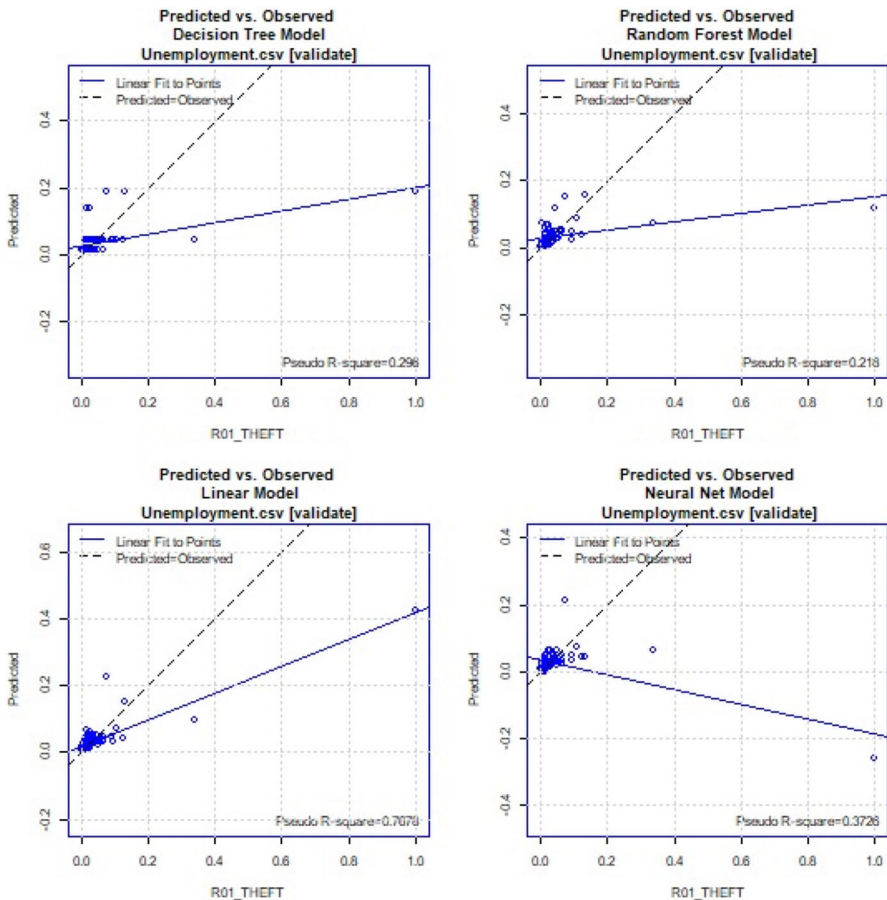 Predicted vs. Observed
Decision Tree Model
Unemployment.csv [validate]
Linear Fit to Points
Predicted=Observed
Predicted
0.4
0.2
0.0
-0.2
Pseudo R-square=0.296
0.0 0.2 0.4 0.6 0.8 1.0
R01_THEFT
Predicted vs. Observed
Random Forest Model
Unemployment.csv [validate]
Linear Fit to Points
Predicted=Observed
Predicted
0.4
0.2
0.0
-0.2
Pseudo R-square=0.218
0.0 0.2 0.4 0.6 0.8 1.0
R01_THEFT
Predicted vs. Observed
Linear Model
Unemployment.csv [validate]
Linear Fit to Points
Predicted=Observed
Predicted
0.6
0.4
0.2
0.0
-0.2
Pseudo R-square=0.7678
0.0 0.2 0.4 0.6 0.8 1.0
R01_THEFT
Predicted vs. Observed
Neural Net Model
Unemployment.csv [validate]
Linear Fit to Points
Predicted=Observed
Predicted
0.4
0.2
0.0
-0.2
-0.4
Pseudo R-square=0.3726
0.0 0.2 0.4 0.6 0.8 1.0
R01_THEFT